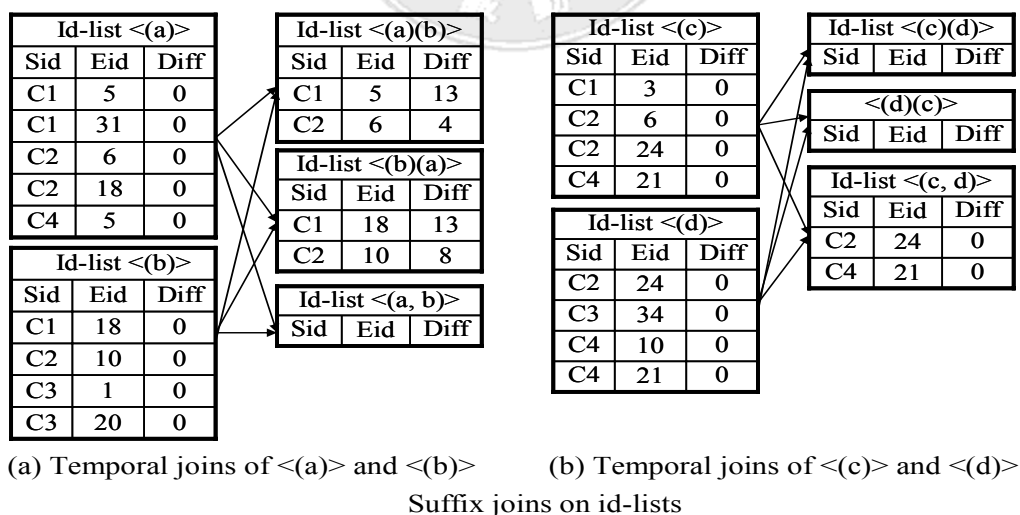 Id-list <(a)>
Sid Eid Diff
C1 5 0
C1 31 0
C2 6 0
C2 18 0
C4 5 0
Id-list <(b)>
Sid Eid Diff
C1 18 0
C2 10 0
C3 1 0
C3 20 0
Id-list <(a)(b)>
Sid Eid Diff
C1 5 13
C2 6 4
Id-list <(b)(a)>
Sid Eid Diff
C1 18 13
C2 10 8
Id-list <(a, b)>
Sid Eid Diff
(a) Temporal joins of <(a)> and <(b)>
Id-list <(c)>
Sid Eid Diff
C1 3 0
C2 6 0
C2 24 0
C4 21 0
Id-list <(d)>
Sid Eid Diff
C2 24 0
C3 34 0
C4 10 0
C4 21 0
Id-list <(c)(d)>
Sid Eid Diff
<(d)(c)>
Sid Eid Diff
Id-list <(c, d)>
Sid Eid Diff
C2 24 0
C4 21 0
(b) Temporal joins of <(c)> and <(d)>
Suffix joins on id-lists